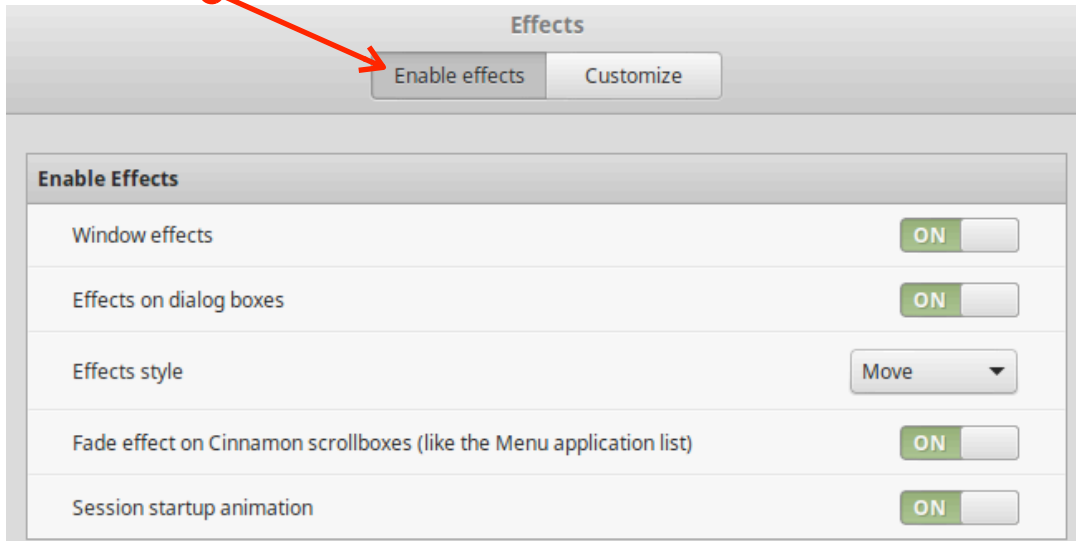 Effects
Enable effects Customize
Enable Effects
Window effects ON
Effects on dialog boxes ON
Effects style Move
Fade effect on Cinnamon scrollboxes (like the Menu application list) ON
Session startup animation ON